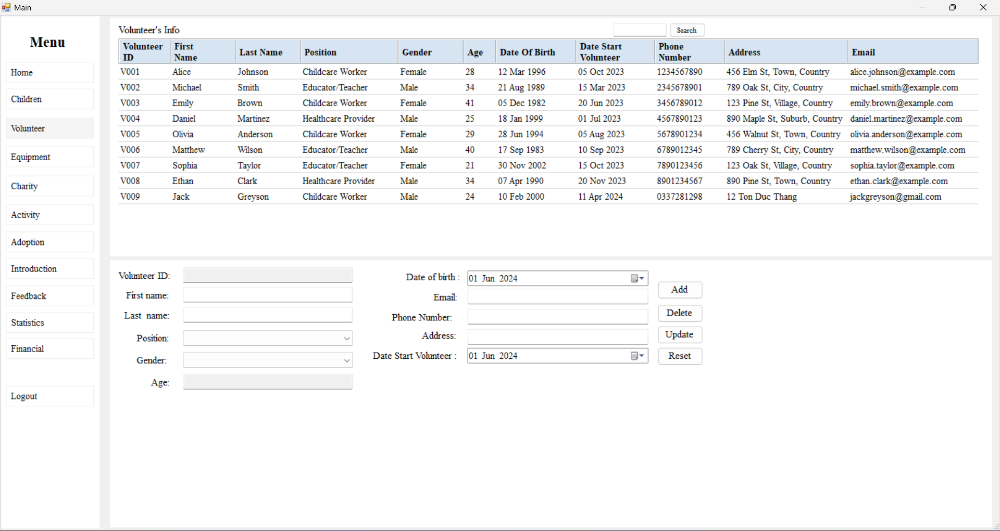 Main
Menu
Home
Children
Volunteer
Equipment
Charity
Activity
Adoption
Introduction
Feedback
Statistics
Financial
Logout
Volunteer's Info
Search
Volunteer ID First Name Last Name Position Gender Age Date Of Birth Date Start Volunteer Phone Number Address Email
V001 Alice Johnson Childcare Worker Female 28 12 Mar 1996 05 Oct 2023 1234567890 456 Elm St, Town, Country alice.johnson@example.com
V002 Michael Smith Educator/Teacher Male 34 21 Aug 1989 15 Mar 2023 2345678901 789 Oak St, City, Country michael.smith@example.com
V003 Emily Brown Childcare Worker Female 41 05 Dec 1982 20 Jun 2023 3456789012 123 Pine St, Village, Country emily.brown@example.com
V004 Daniel Martinez Healthcare Provider Male 25 18 Jan 1999 01 Jul 2023 4567890123 890 Maple St, Suburb, Country daniel.martinez@example.com
V005 Olivia Anderson Childcare Worker Female 29 28 Jun 1994 05 Aug 2023 5678901234 456 Walnut St, Town, Country olivia.anderson@example.com
V006 Matthew Wilson Educator/Teacher Male 40 17 Sep 1983 10 Sep 2023 6789012345 789 Cherry St, City, Country matthew.wilson@example.com
V007 Sophia Taylor Educator/Teacher Female 21 30 Nov 2002 15 Oct 2023 7890123456 123 Oak St, Village, Country sophia.taylor@example.com
V008 Ethan Clark Healthcare Provider Male 34 07 Apr 1990 20 Nov 2023 8901234567 890 Pine St, Town, Country ethan.clark@example.com
V009 Jack Greyson Childcare Worker Male 24 10 Feb 2000 11 Apr 2024 0337281298 12 Ton Duc Thang jackgreyson@gmail.com
Volunteer ID:
First name:
Last name:
Position:
Gender:
Age:
Date of birth : 01 Jun 2024
Email:
Phone Number:
Address:
Date Start Volunteer : 01 Jun 2024
Add
Delete
Update
Reset